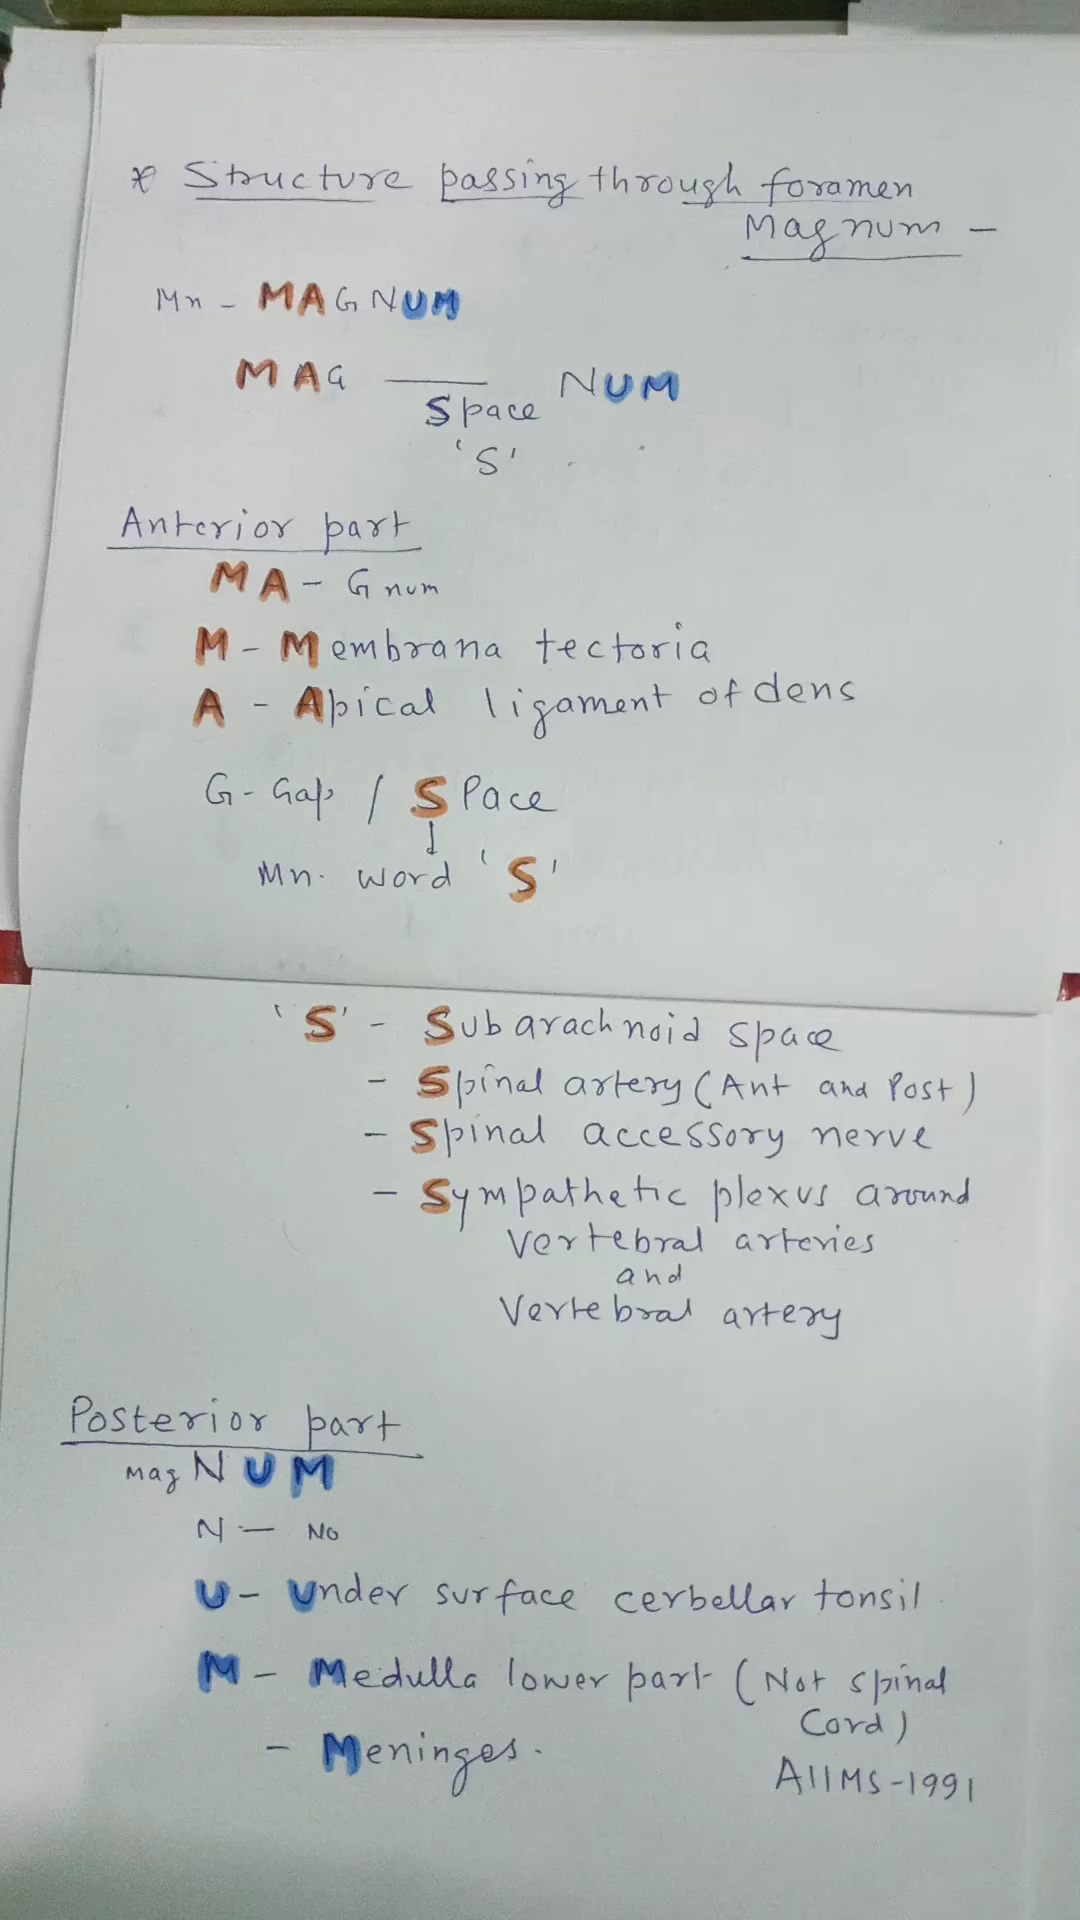 * Structure passing through foramen
Magnum -
Mn - MAGNUM
MAG ___ NUM
Space
'S'
Anterior part
MA - Gnum
M - Membrana tectoria
A - Apical ligament of dens
G - Gap / SPace
↓
Mn. word 'S'
'S' - Subarachnoid space
- Spinal artery (Ant and Post)
- Spinal accessory nerve
- Sympathetic plexus around
Vertebral arteries
and
Vertebral artery
Posterior part
Mag NUM
N - No
U - Under surface cerbellar tonsil
M - Medulla lower part (Not spinal
Cord)
- Meninges.
AIIMS - 1991